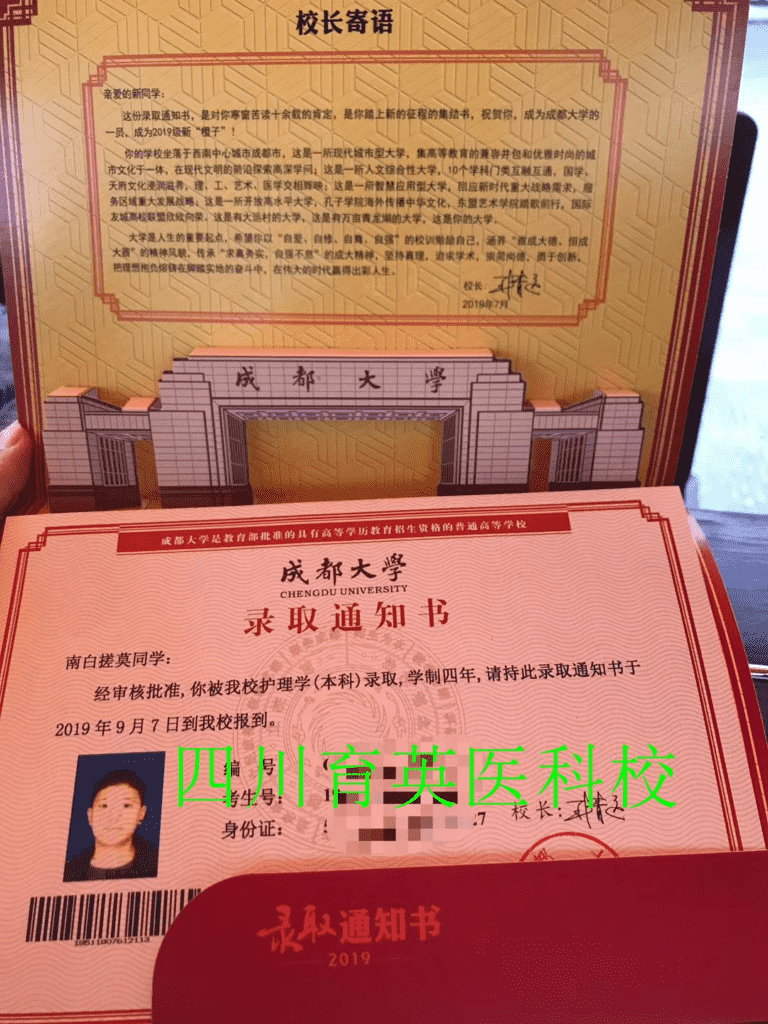 校长寄语
亲爱的新同学：
这份录取通知书，是对你寒窗苦读十余载的肯定，是你踏上新的征程的集结书，祝贺你，成为成都大学的
一员、成为2019级新“橙子”！
你的学校坐落于西南中心城市成都市，这是一所现代城市型大学，集高等教育的兼容并包和优雅时尚的城
市文化于一体，在现代文明的前沿探索高深学问；这是一所人文综合性大学，10个学科门类互融互通，国学、
天府文化浸润滋养，理、工、艺术、医学交相辉映；这是一所智慧应用型大学，回应新时代重大战略需求，服
务区域重大发展战略；这是一所开放高水平大学，孔子学院海外传播中华文化，东盟艺术学院踏歌前行，国际
友城高校联盟欣欣向荣。这是有大运村的大学，这是有万亩青龙湖的大学，这是你的大学。
大学是人生的重要起点，希望你以“自爱、自修、自尊、自强”的校训勉励自己，涵养“雅成大德，恒成
大器”的精神风貌，传承“求真务实，自强不息”的成大精神，坚持真理，追求学术，崇尚尚德，勇于创新，
把理想抱负熔铸在脚踏实地的奋斗中，在伟大的时代赢得出彩人生。
校长：
2019年7月
成都大学
成都大学是教育部批准的具有高等学历教育招生资格的普通高等学校
成都大学
CHENGDU UNIVERSITY
录取通知书
南白搓莫同学：
经审核批准，你被我校护理学(本科)录取，学制四年，请持此录取通知书于
2019年9月7日到我校报到。
四川育英医科校
编 号
考生号：
身份证：
校长：
18511807612113
录取通知书
2019